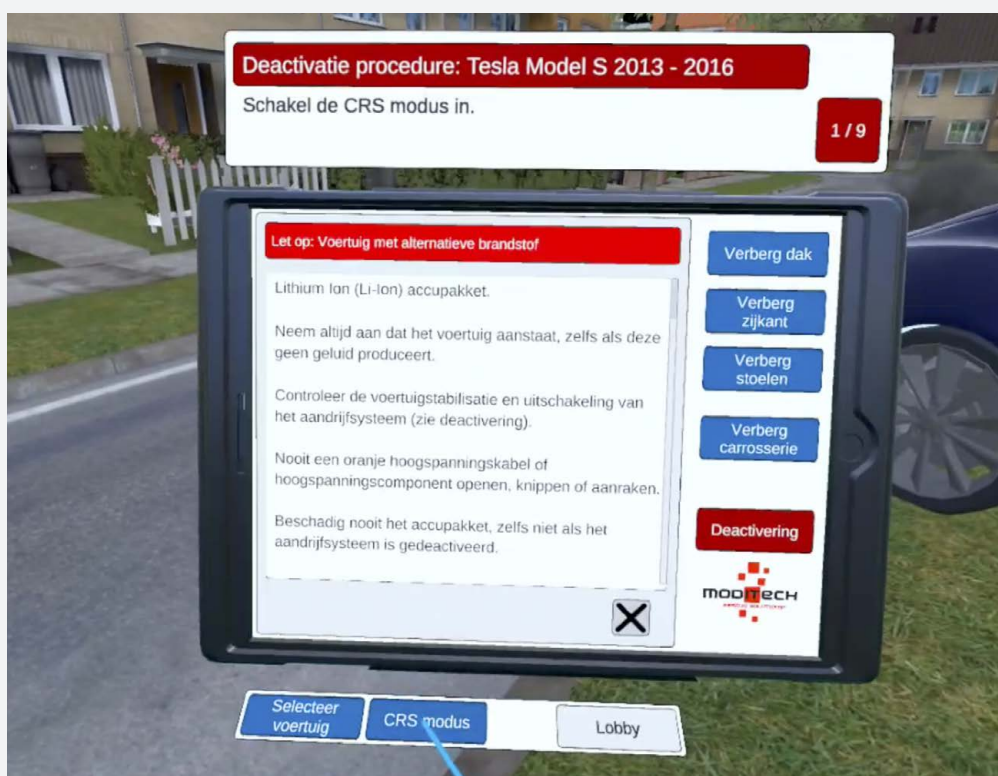 Deactivatie procedure: Tesla Model S 2013 - 2016
Schakel de CRS modus in.
1 / 9
Let op: Voertuig met alternatieve brandstof
Lithium Ion (Li-Ion) accupakket.
Neem altijd aan dat het voertuig aanstaat, zelfs als deze
geen geluid produceert.
Controleer de voertuigstabilisatie en uitschakeling van
het aandrijfsysteem (zie deactivering).
Nooit een oranje hoogspanningskabel of
hoogspanningscomponent openen, knippen of aanraken.
Beschadig nooit het accupakket, zelfs niet als het
aandrijfsysteem is gedeactiveerd.
Verberg dak
Verberg
zijkant
Verberg
stoelen
Verberg
carrosserie
Deactivering
MODITECH
Selecteer
voertuig
CRS modus
Lobby